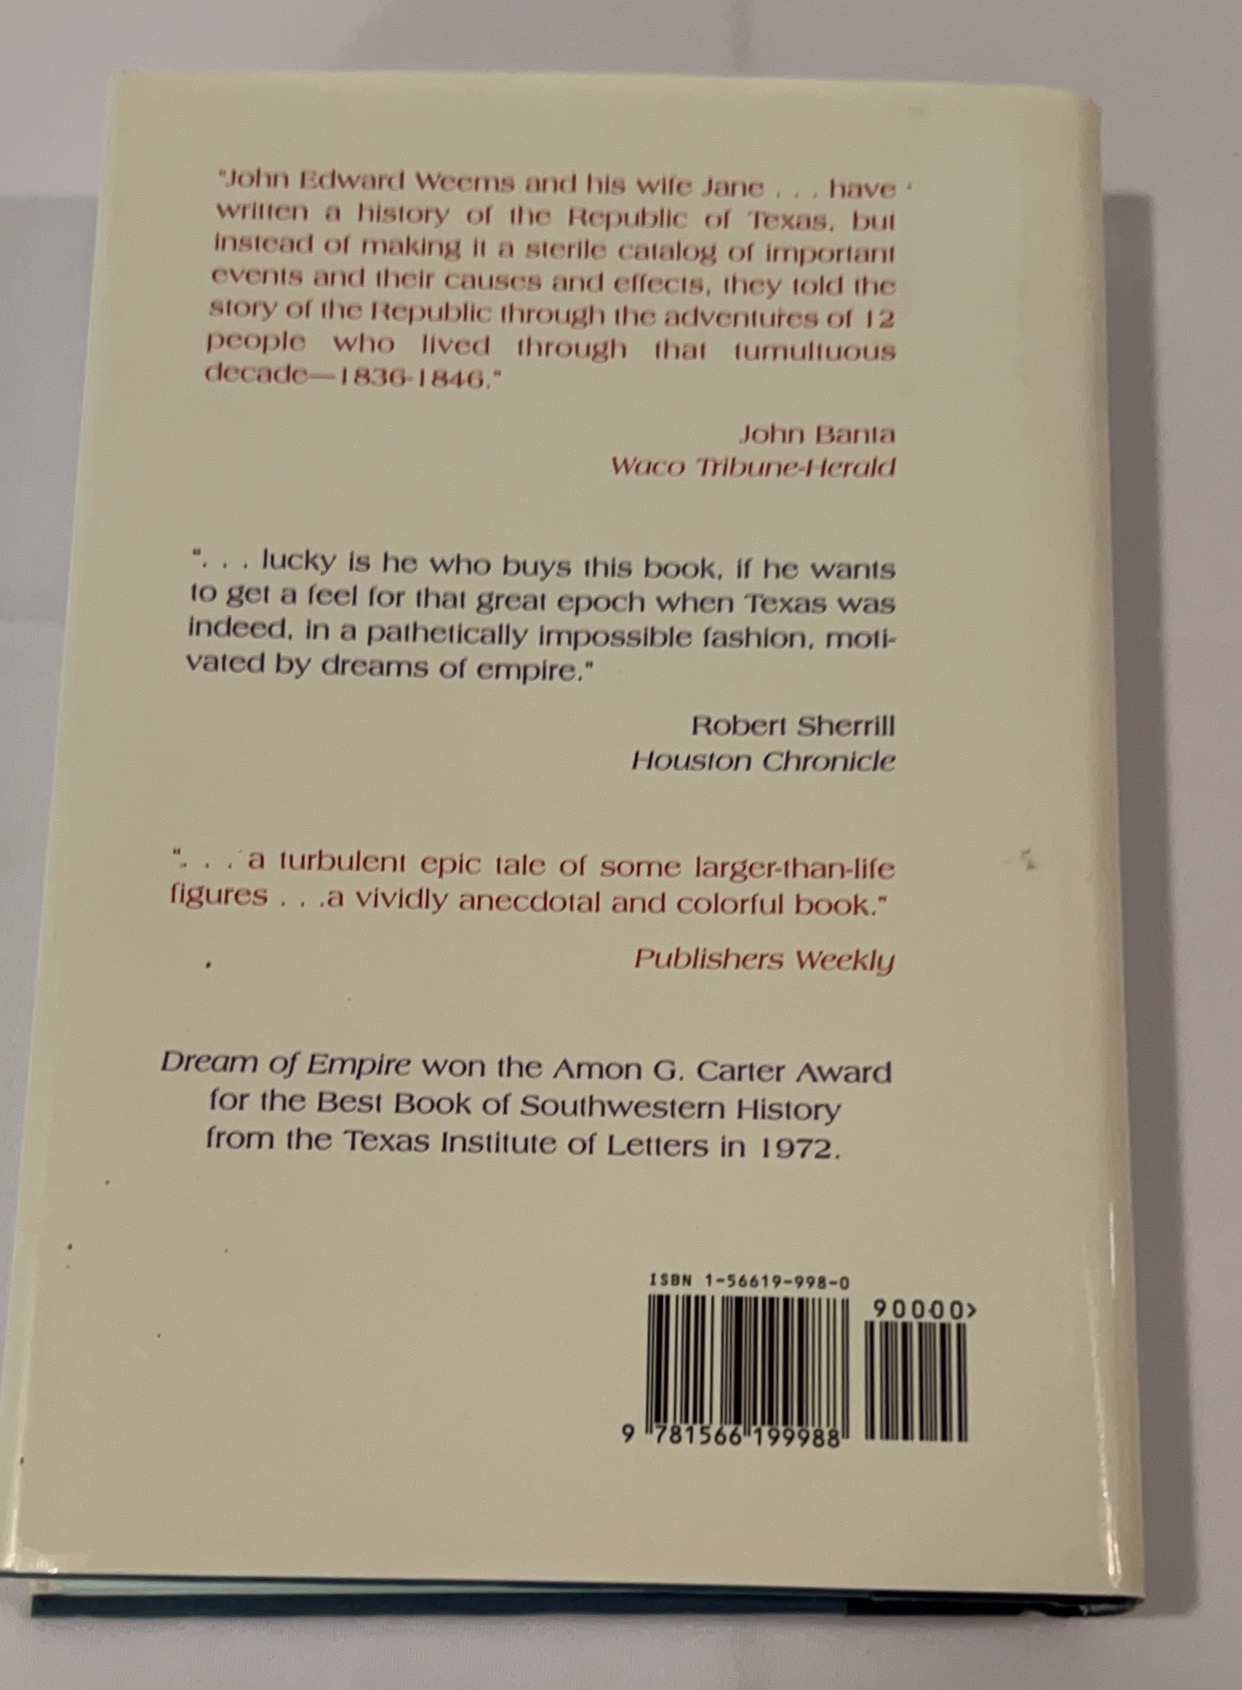 "John Edward Weems and his wife Jane . . . have
written a history of the Republic of Texas, but
instead of making it a sterile catalog of important
events and their causes and effects, they told the
story of the Republic through the adventures of 12
people who lived through that tumultuous
decade—1836-1846."
John Banta
Waco Tribune-Herald
". . . lucky is he who buys this book, if he wants
to get a feel for that great epoch when Texas was
indeed, in a pathetically impossible fashion, moti-
vated by dreams of empire."
Robert Sherrill
Houston Chronicle
". . . a turbulent epic tale of some larger-than-life
figures . . .a vividly anecdotal and colorful book."
Publishers Weekly
Dream of Empire won the Amon G. Carter Award
for the Best Book of Southwestern History
from the Texas Institute of Letters in 1972.
ISBN 1-56619-998-0
90000>
9 781566 199988